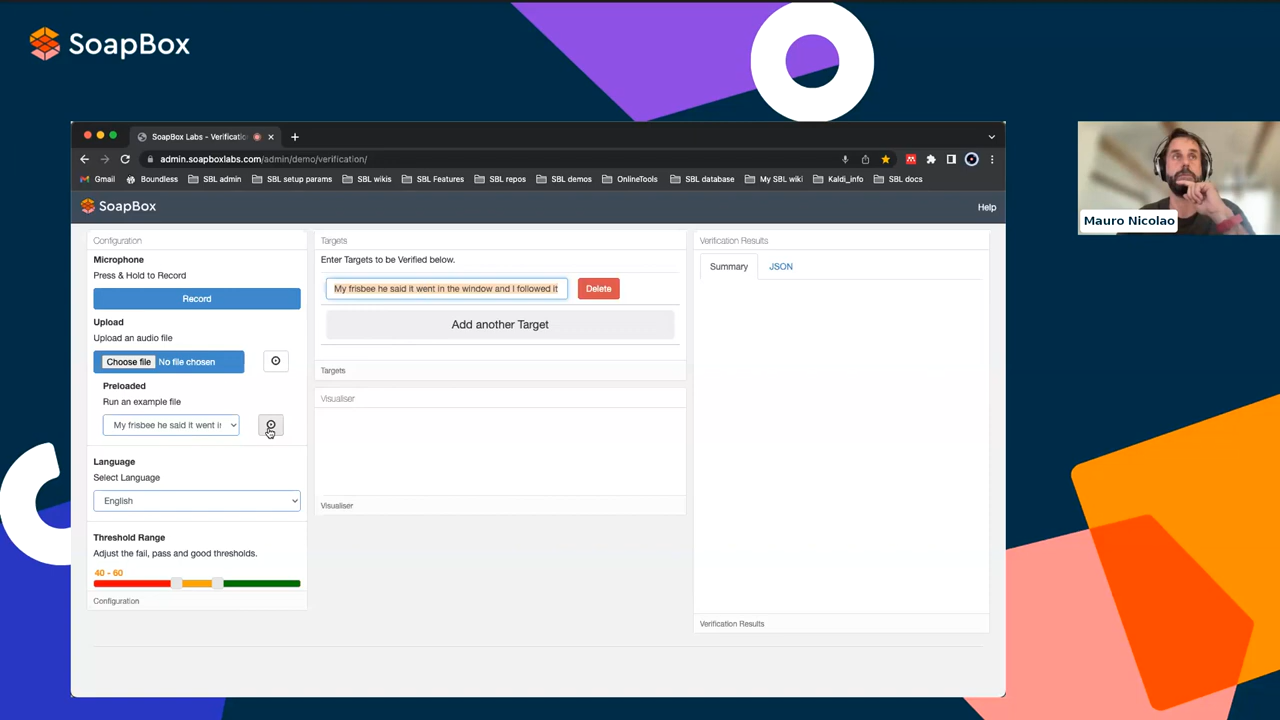 SoapBox
SoapBox Labs - Verificatio
admin.soapboxlabs.com/admin/demo/verification/
Gmail
Boundless
SBL admin
SBL setup params
SBL wikis
SBL Features
SBL repos
SBL demos
OnlineTools
SBL database
My SBL wiki
Kaldi_info
SBL docs
SoapBox
Help
Configuration
Microphone
Press & Hold to Record
Record
Upload
Upload an audio file
Choose file No file chosen
Preloaded
Run an example file
My frisbee he said it went i
Language
Select Language
English
Threshold Range
Adjust the fail, pass and good thresholds.
40 - 60
Configuration
Targets
Enter Targets to be Verified below.
My frisbee he said it went in the window and I followed it
Delete
Add another Target
Targets
Visualiser
Visualiser
Verification Results
Summary
JSON
Verification Results
Mauro Nicolao